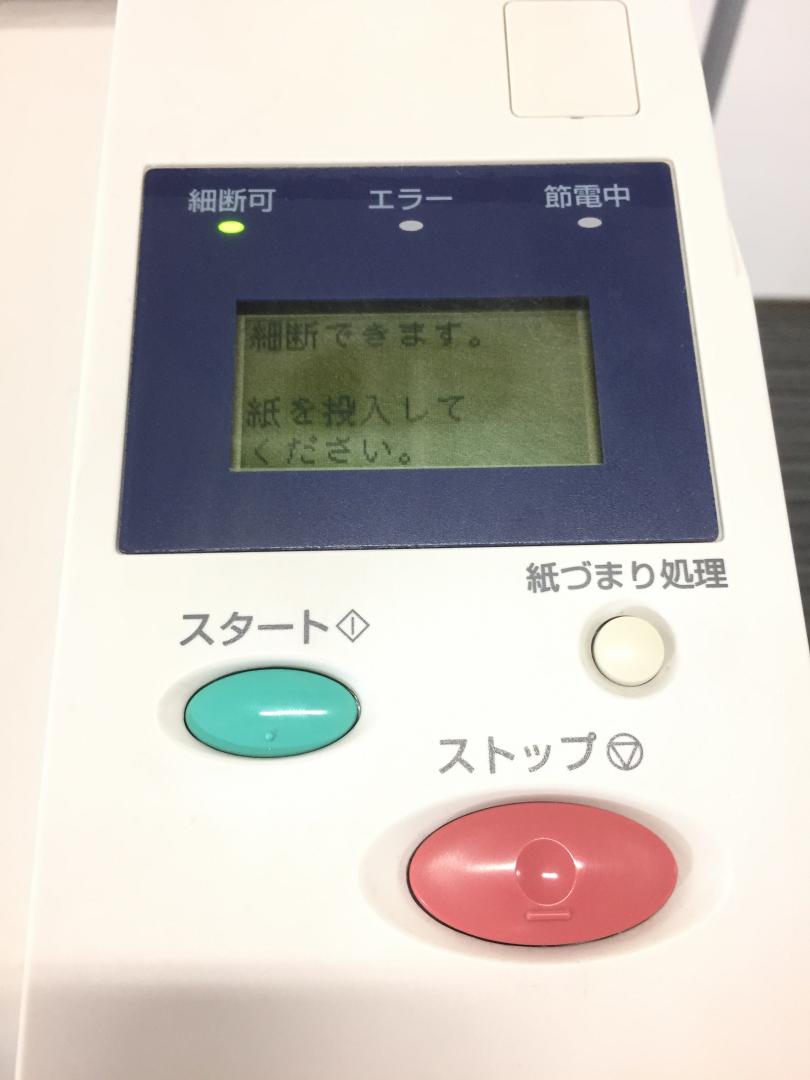 細断可 エラー 節電中
細断できます。
紙を投入して
ください。
紙づまり処理
スタート
ストップ